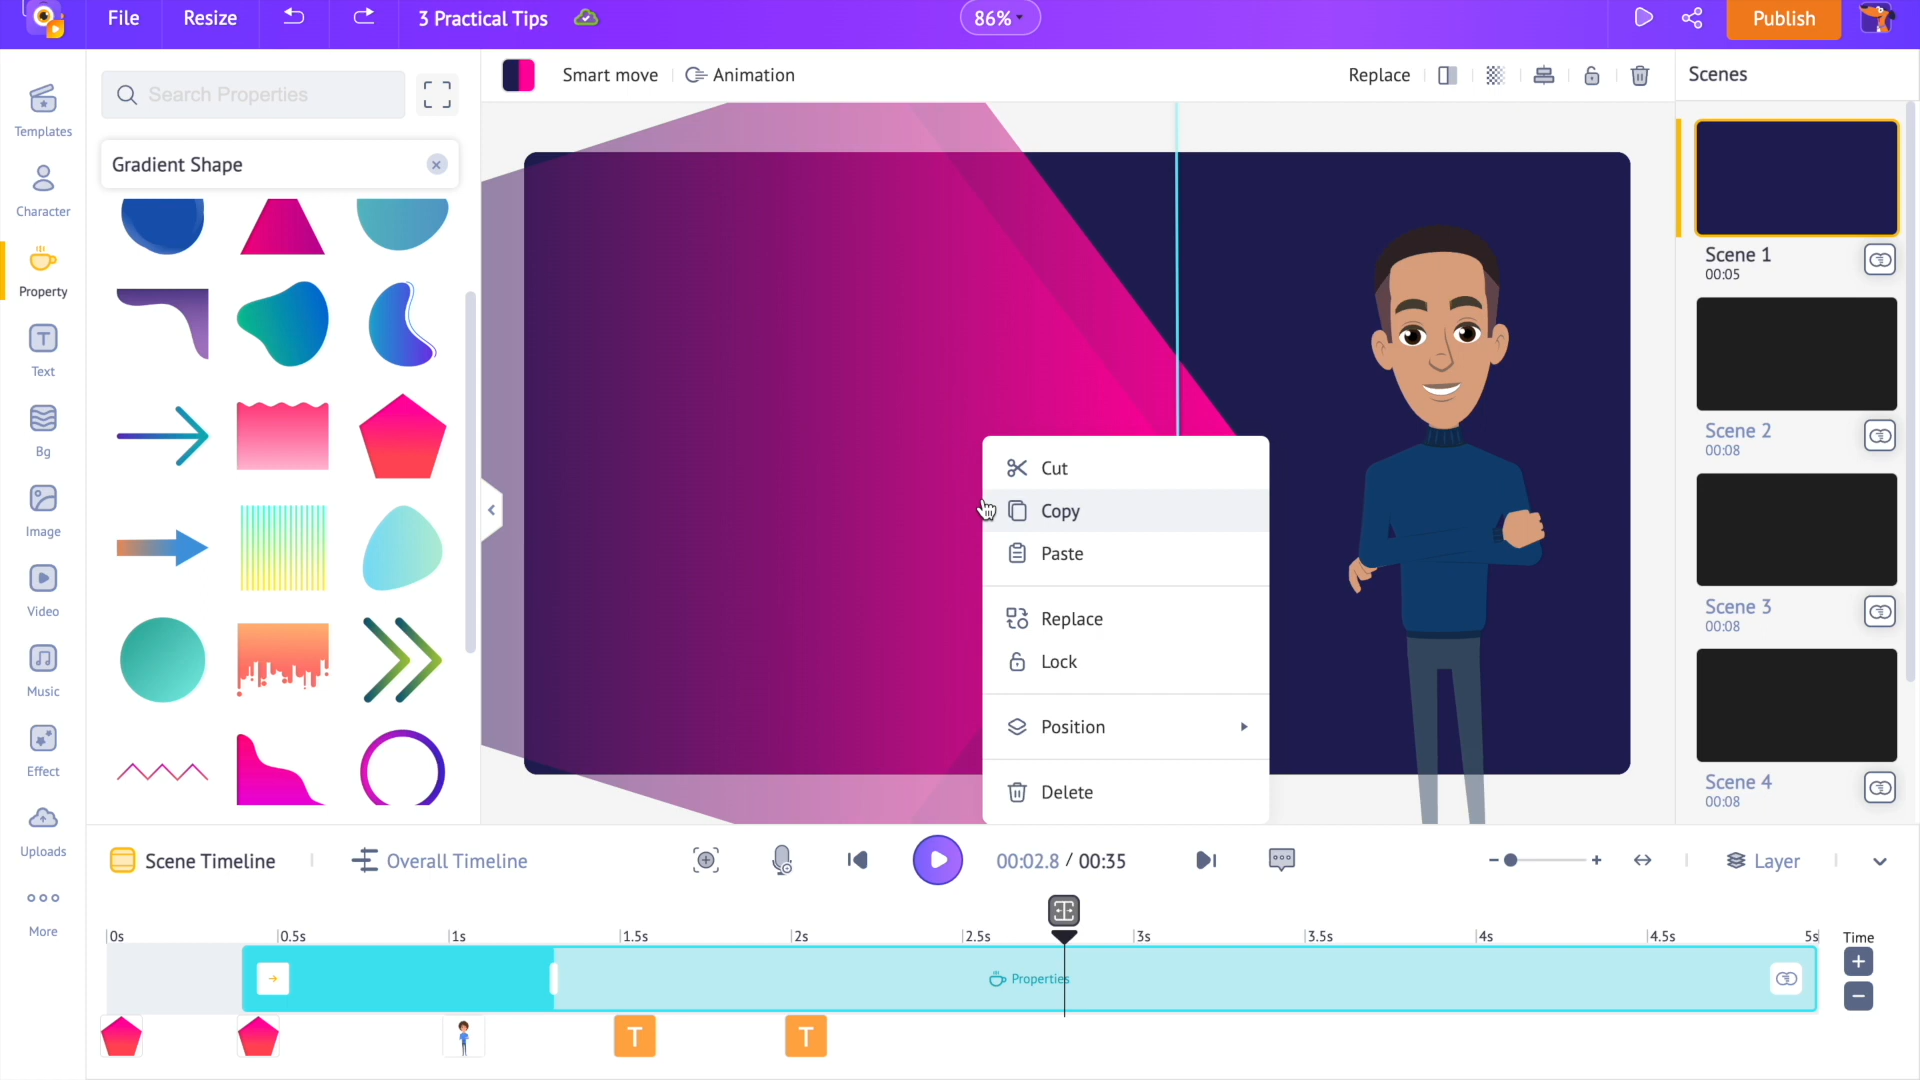 File
Resize
3 Practical Tips
86%
Publish
Templates
Character
Property
Text
Bg
Image
Video
Music
Effect
Uploads
More
Search Properties
Gradient Shape
Smart move
Animation
Replace
Cut
Copy
Paste
Replace
Lock
Position
Delete
Scenes
Scene 1
00:05
Scene 2
00:08
Scene 3
00:08
Scene 4
00:08
Scene Timeline
Overall Timeline
00:02.8 / 00:35
Layer
0s
0.5s
1s
1.5s
2s
2.5s
3s
3.5s
4s
4.5s
5s
Time
Properties
T
T